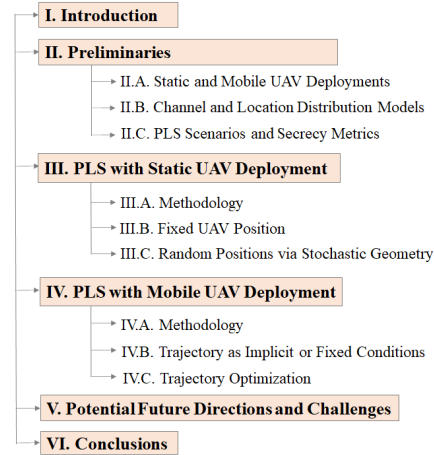 I. Introduction
II. Preliminaries
II.A. Static and Mobile UAV Deployments
II.B. Channel and Location Distribution Models
II.C. PLS Scenarios and Secrecy Metrics
III. PLS with Static UAV Deployment
III.A. Methodology
III.B. Fixed UAV Position
III.C. Random Positions via Stochastic Geometry
IV. PLS with Mobile UAV Deployment
IV.A. Methodology
IV.B. Trajectory as Implicit or Fixed Conditions
IV.C. Trajectory Optimization
V. Potential Future Directions and Challenges
VI. Conclusions